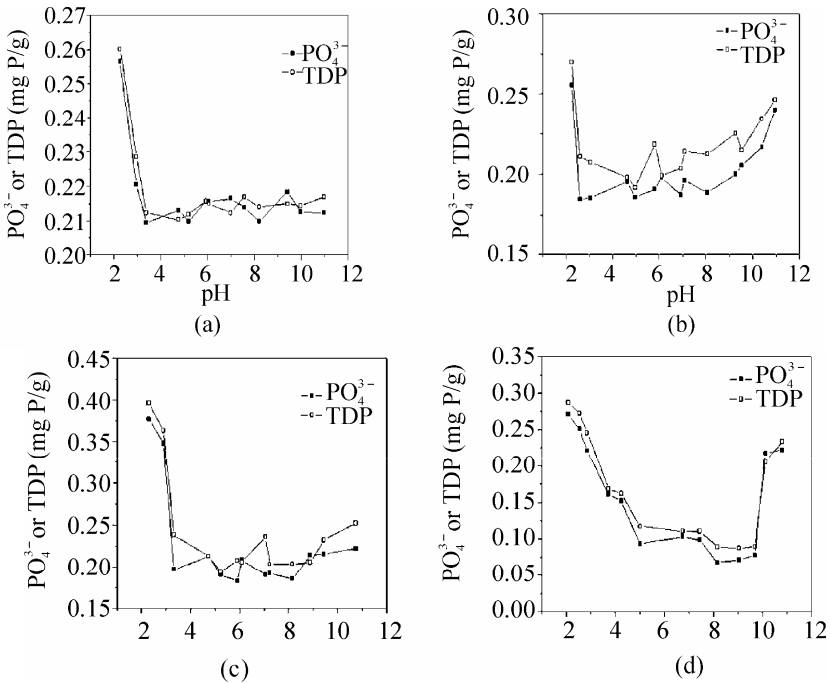 0.27
0.26
0.25
0.24
0.23
0.22
0.21
0.20
PO₄³⁻ or TDP (mg P/g)
PO₄³⁻
TDP
2 4 6 8 10 12
pH
(a)
0.30
0.25
0.20
0.15
PO₄³⁻ or TDP (mg P/g)
PO₄³⁻
TDP
2 4 6 8 10 12
pH
(b)
0.45
0.40
0.35
0.25
0.20
0.15
PO₄³⁻ or TDP (mg P/g)
PO₄³⁻
TDP
2 4 6 8 10 12
(c)
0.35
0.30
0.25
0.20
0.15
0.10
0.05
0.00
PO₄³⁻ or TDP (mg P/g)
PO₄³⁻
TDP
0 2 4 6 8 10 12
(d)